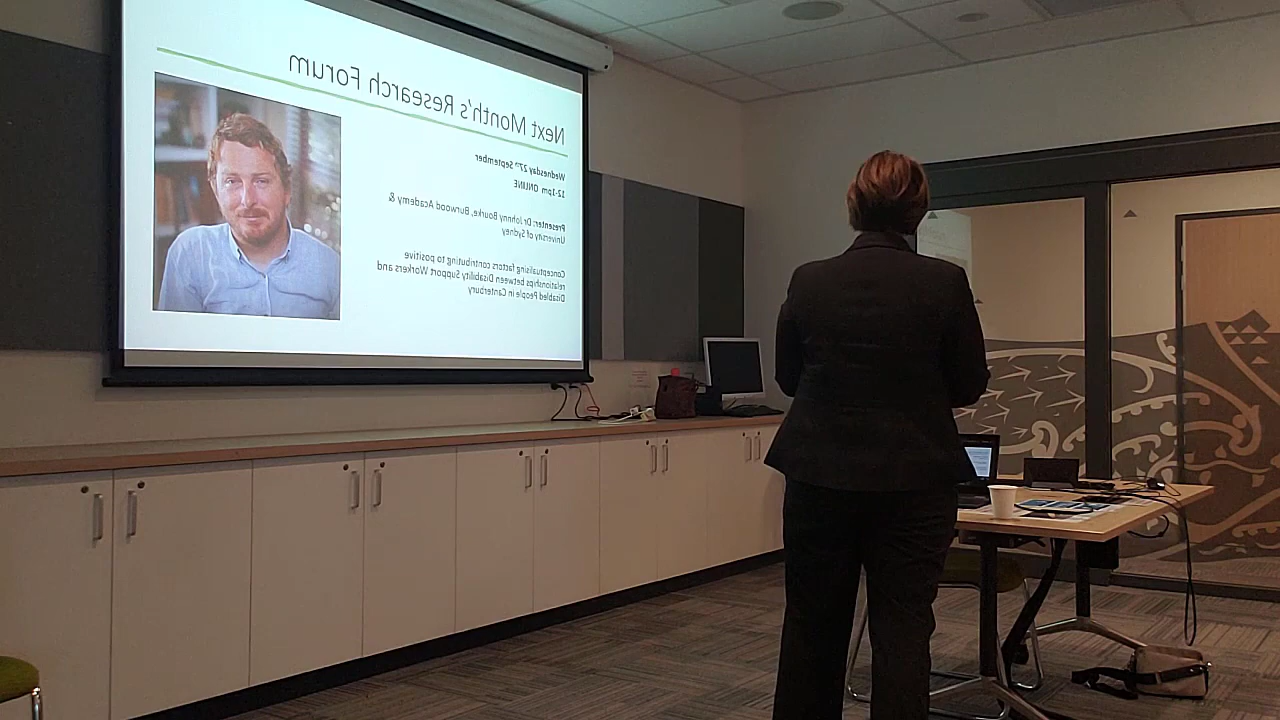 Next Month's Research Forum
Wednesday 27th September
12-1pm ONLINE
Presenter: Dr Johnny Bourke, Burwood Academy &
University of Sydney
Conceptualising factors contributing to positive
relationships between Disability Support Workers and
Disabled People in Canterbury